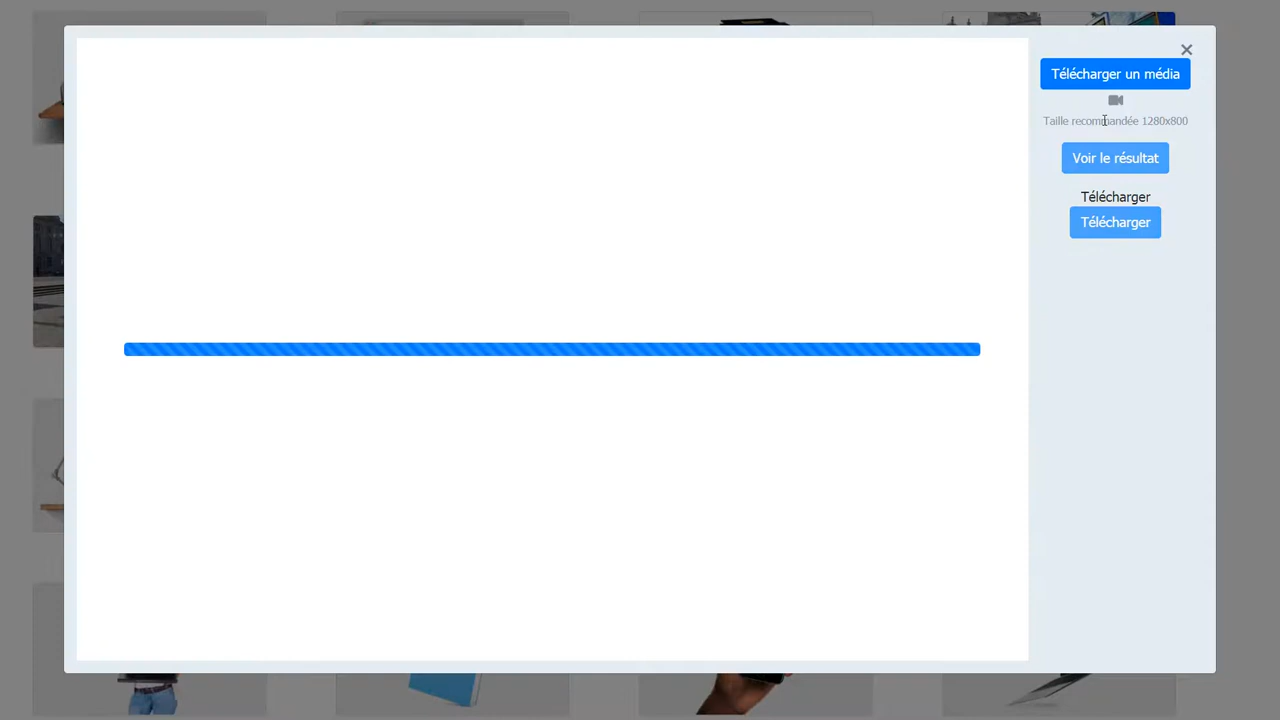 Télécharger un média
Taille recommandée 1280x800
Voir le résultat
Télécharger
Télécharger